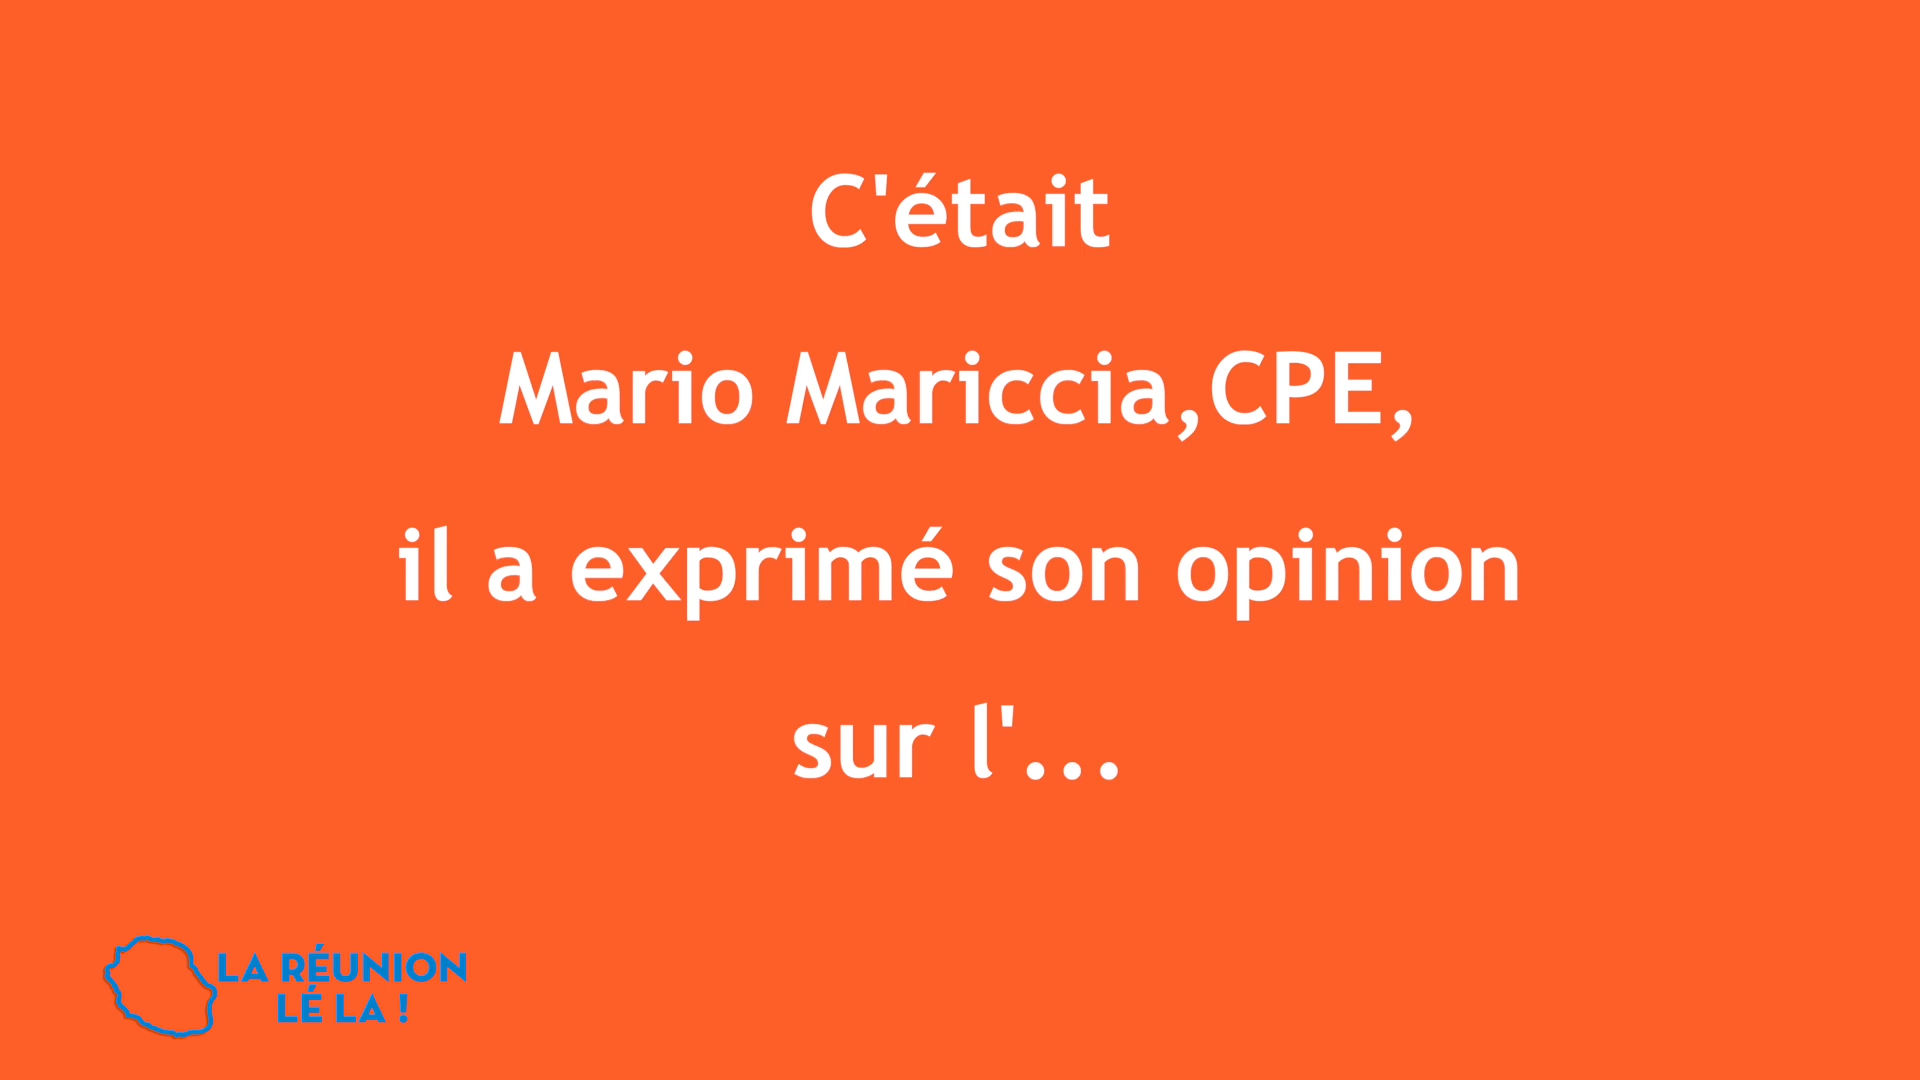 C'était
Mario Mariccia,CPE,
il a exprimé son opinion
sur l'...
LA RÉUNION
LÉ LA !